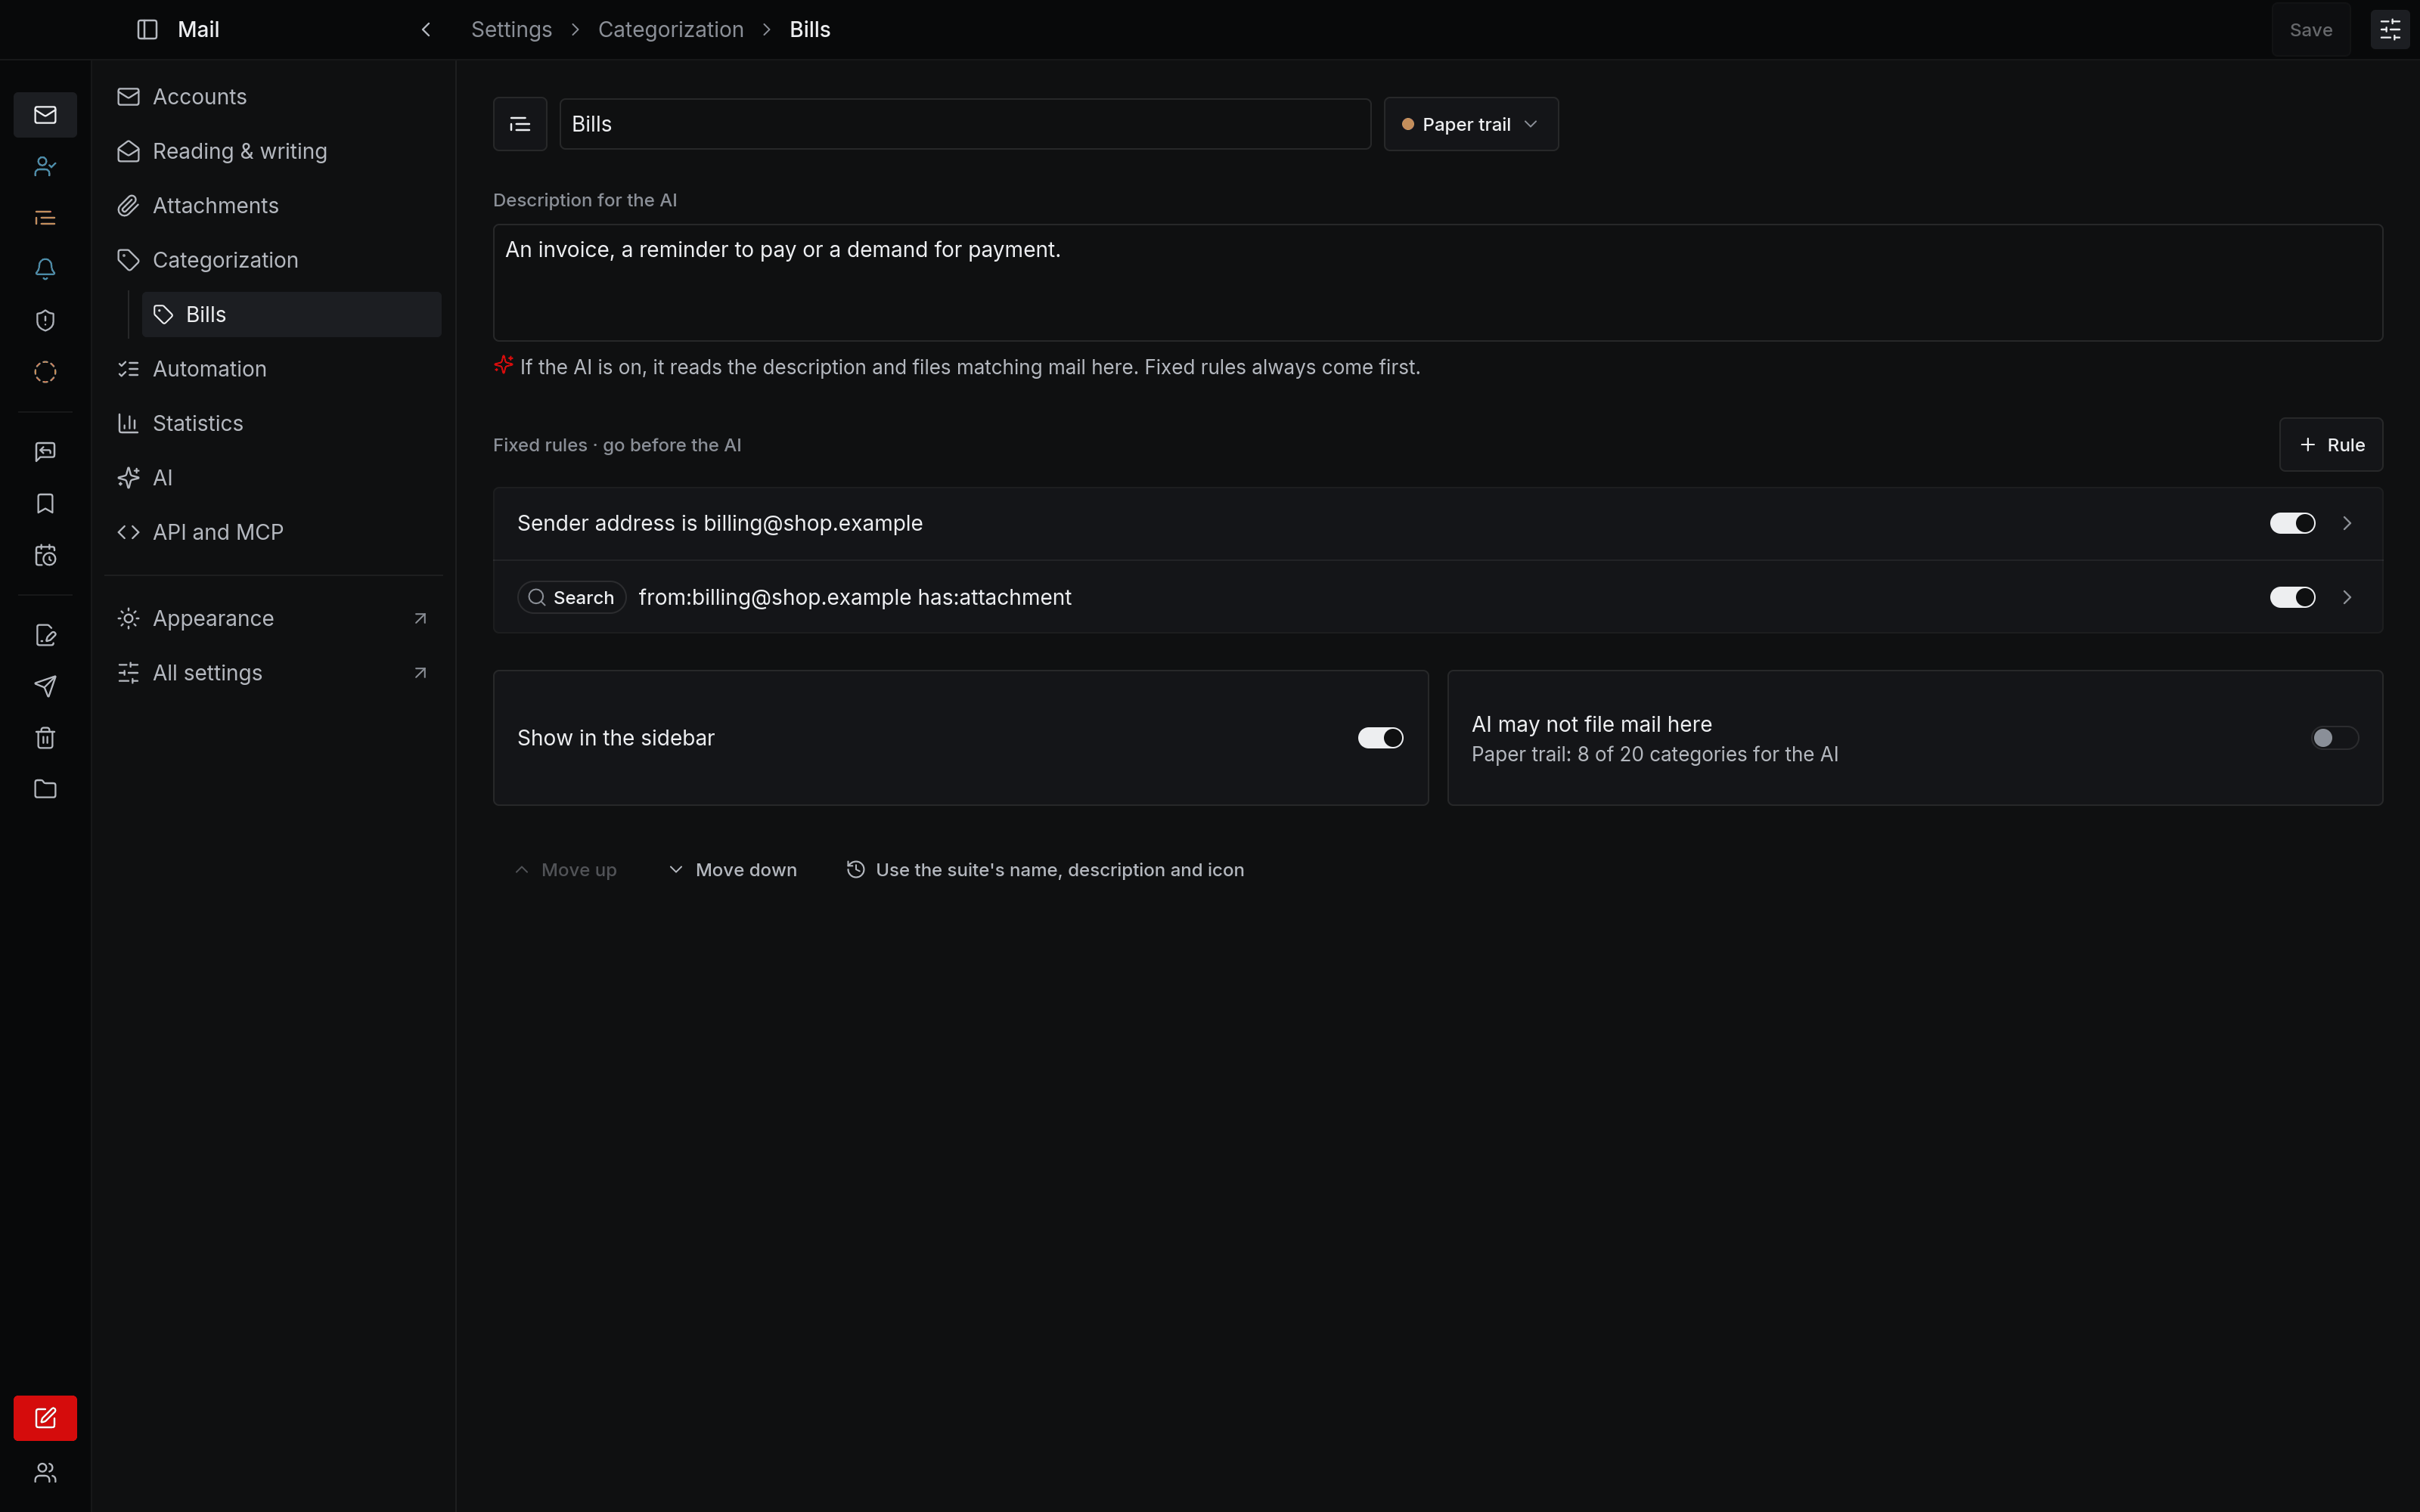 Mail
Settings > Categorization > Bills
Save
Accounts
Reading & writing
Attachments
Categorization
Bills
Automation
Statistics
AI
API and MCP
Appearance
All settings
Bills
Paper trail
Description for the AI
An invoice, a reminder to pay or a demand for payment.
If the AI is on, it reads the description and files matching mail here. Fixed rules always come first.
Fixed rules · go before the AI
Rule
Sender address is billing@shop.example
Search from:billing@shop.example has:attachment
Show in the sidebar
AI may not file mail here
Paper trail: 8 of 20 categories for the AI
Move up
Move down
Use the suite's name, description and icon